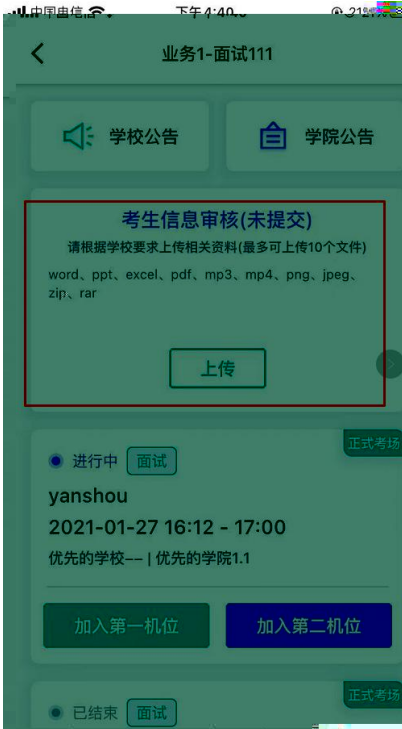 中国电信
业务1-面试111
学校公告
学院公告
考生信息审核(未提交)
请根据学校要求上传相关资料(最多可上传10个文件)
word、ppt、excel、pdf、mp3、mp4、png、jpeg、
zip、rar
上传
正式考场
进行中 面试
yanshou
2021-01-27 16:12 - 17:00
优先的学校-- | 优先的学院1.1
加入第一机位
加入第二机位
正式考场
已结束 面试